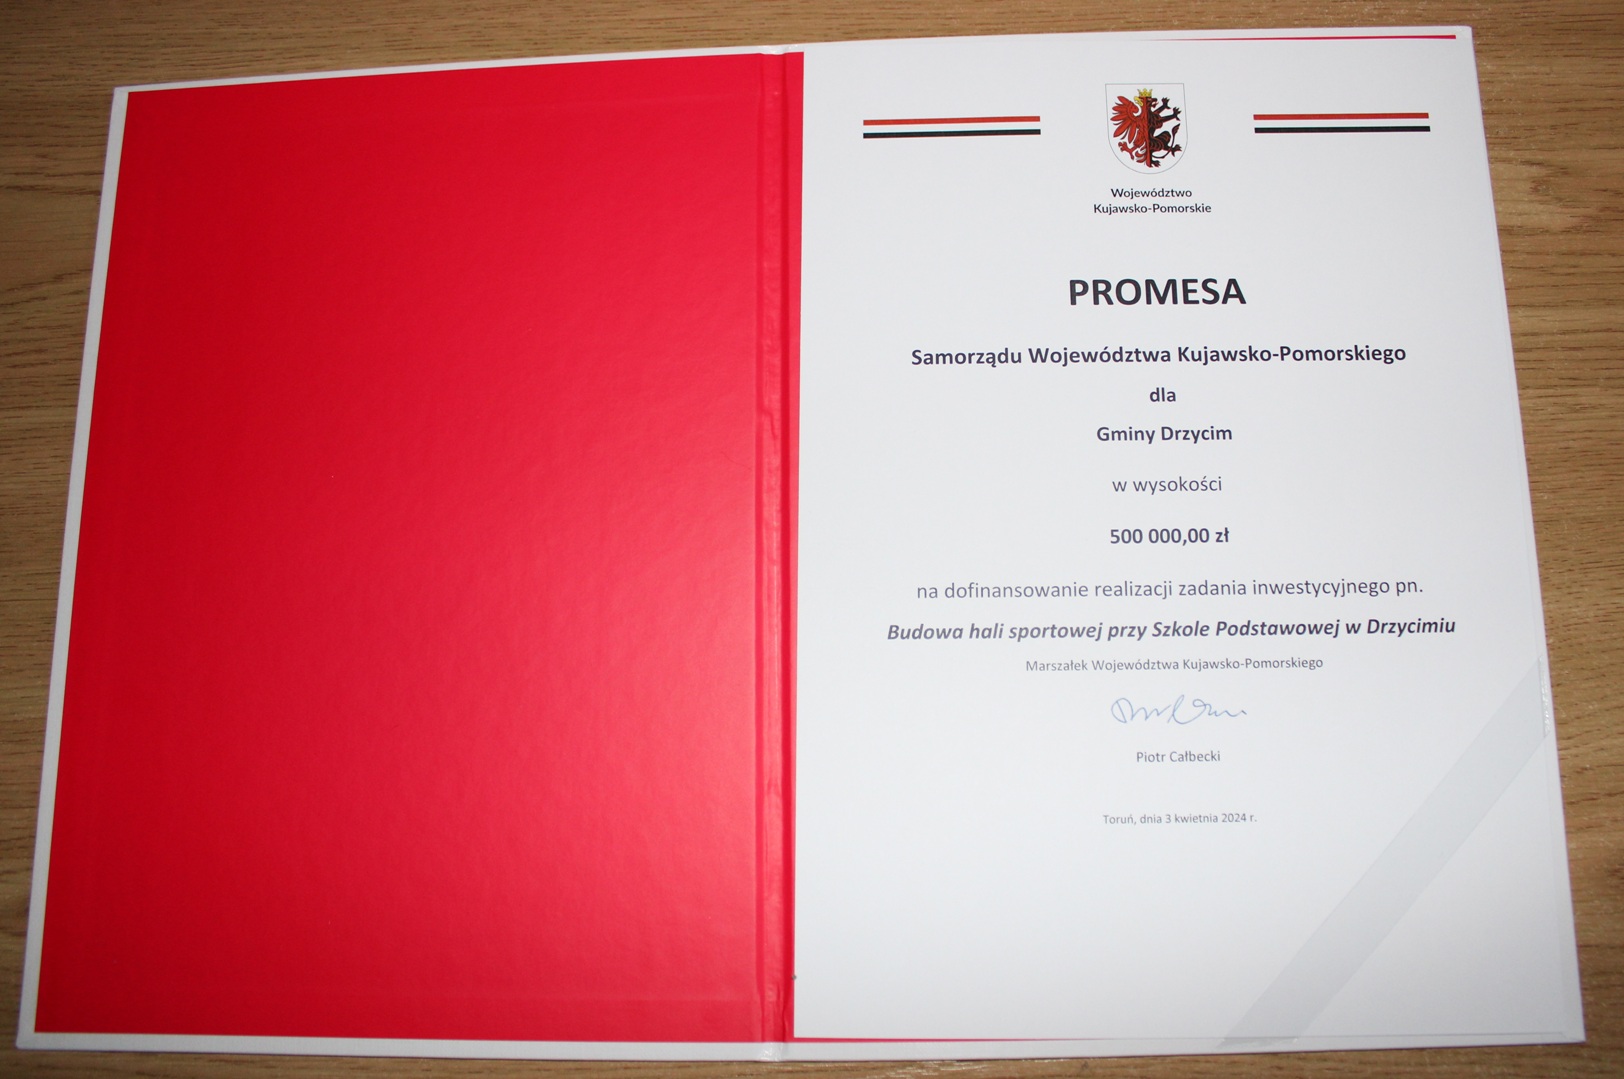 Województwo
Kujawsko-Pomorskie
PROMESA
Samorządu Województwa Kujawsko-Pomorskiego
dla
Gminy Drzycim
w wysokości
500 000,00 zł
na dofinansowanie realizacji zadania inwestycyjnego pn.
Budowa hali sportowej przy Szkole Podstawowej w Drzycimiu
Marszałek Województwa Kujawsko-Pomorskiego
Piotr Całbecki
Toruń, dnia 3 kwietnia 2024 r.